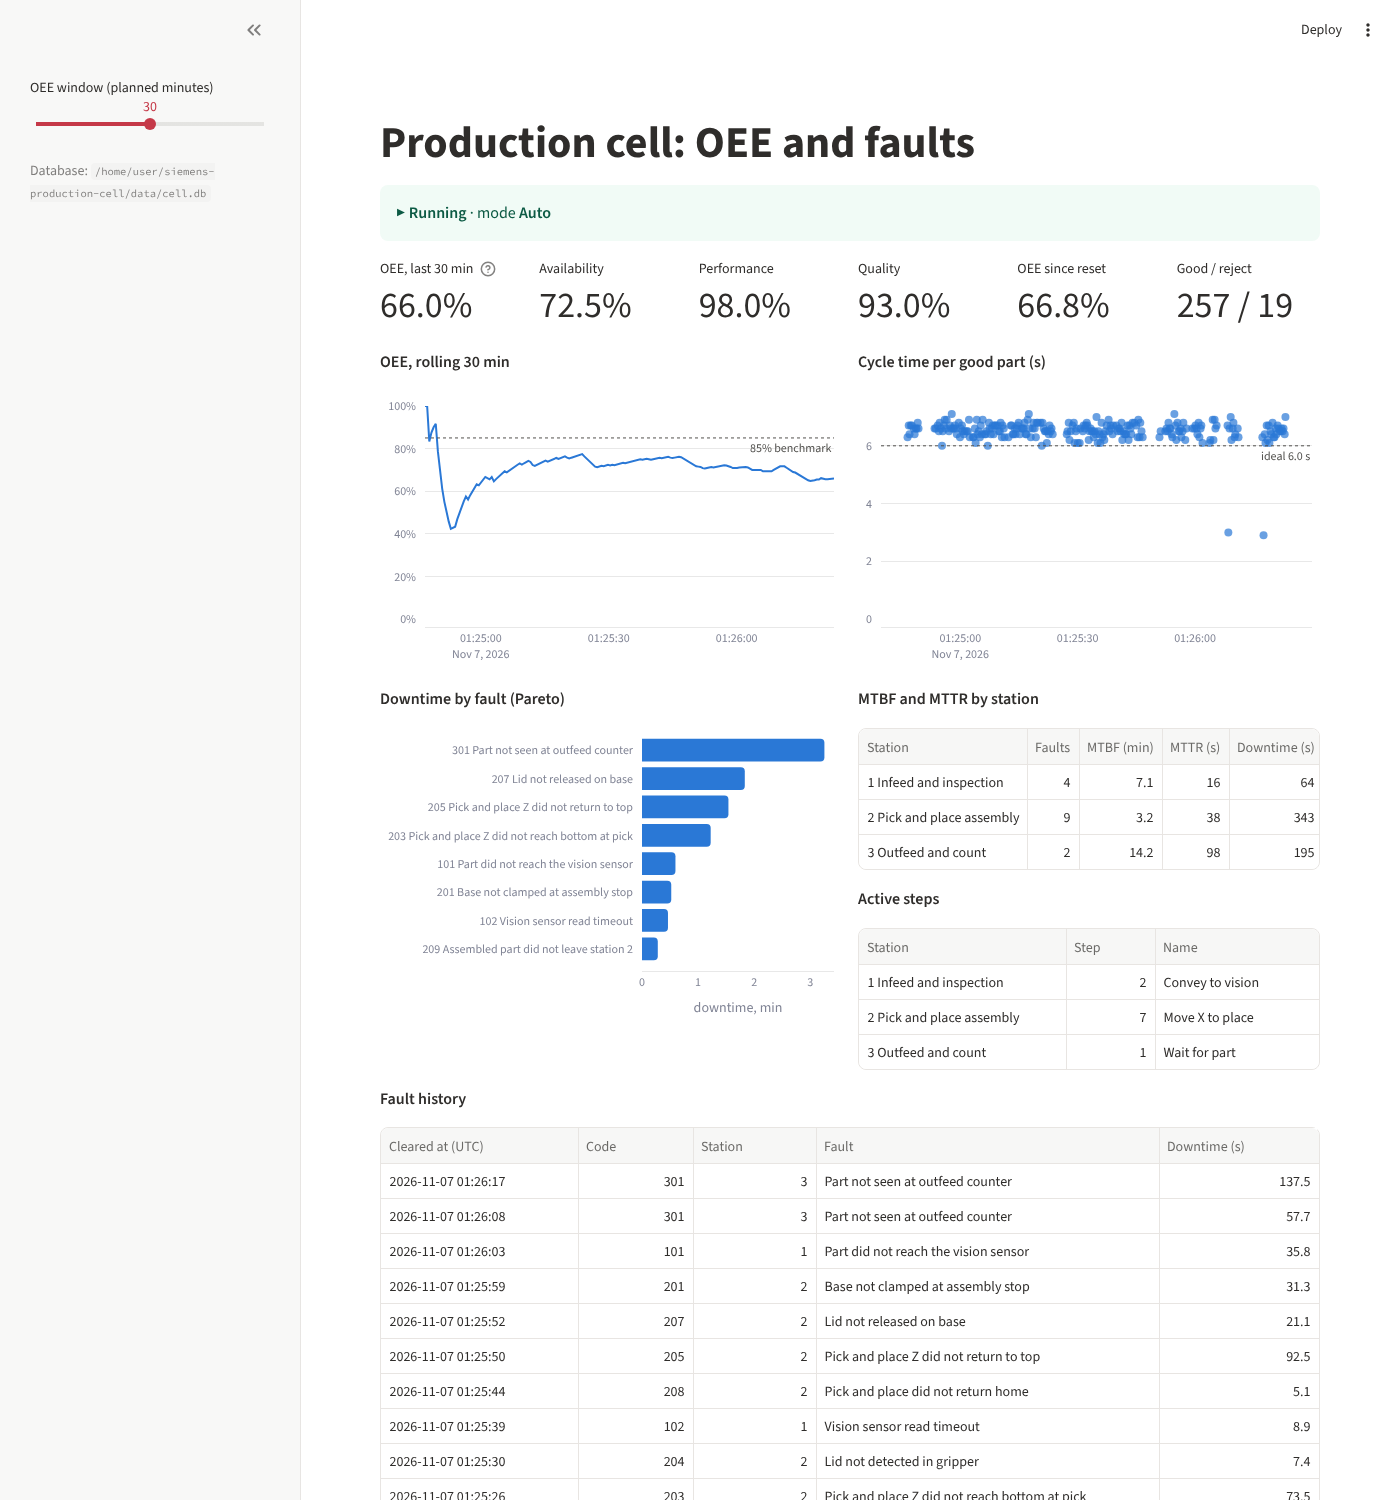 Deploy
OEE window (planned minutes)
30
Database: /home/user/siemens-
production-cell/data/cell.db
Production cell: OEE and faults
▸ Running · mode Auto
OEE, last 30 min
66.0%
Availability
72.5%
Performance
98.0%
Quality
93.0%
OEE since reset
66.8%
Good / reject
257 / 19
OEE, rolling 30 min
100%
80%
60%
40%
20%
0%
85% benchmark
01:25:00 01:25:30 01:26:00
Nov 7, 2026
Cycle time per good part (s)
6
4
2
0
ideal 6.0 s
01:25:00 01:25:30 01:26:00
Nov 7, 2026
Downtime by fault (Pareto)
301 Part not seen at outfeed counter
207 Lid not released on base
205 Pick and place Z did not return to top
203 Pick and place Z did not reach bottom at pick
101 Part did not reach the vision sensor
201 Base not clamped at assembly stop
102 Vision sensor read timeout
209 Assembled part did not leave station 2
0 1 2 3
downtime, min
MTBF and MTTR by station
Station Faults MTBF (min) MTTR (s) Downtime (s)
1 Infeed and inspection 4 7.1 16 64
2 Pick and place assembly 9 3.2 38 343
3 Outfeed and count 2 14.2 98 195
Active steps
Station Step Name
1 Infeed and inspection 2 Convey to vision
2 Pick and place assembly 7 Move X to place
3 Outfeed and count 1 Wait for part
Fault history
Cleared at (UTC) Code Station Fault Downtime (s)
2026-11-07 01:26:17 301 3 Part not seen at outfeed counter 137.5
2026-11-07 01:26:08 301 3 Part not seen at outfeed counter 57.7
2026-11-07 01:26:03 101 1 Part did not reach the vision sensor 35.8
2026-11-07 01:25:59 201 2 Base not clamped at assembly stop 31.3
2026-11-07 01:25:52 207 2 Lid not released on base 21.1
2026-11-07 01:25:50 205 2 Pick and place Z did not return to top 92.5
2026-11-07 01:25:44 208 2 Pick and place did not return home 5.1
2026-11-07 01:25:39 102 1 Vision sensor read timeout 8.9
2026-11-07 01:25:30 204 2 Lid not detected in gripper 7.4
2026-11-07 01:25:26 203 2 Pick and place Z did not reach bottom at pick 73.5